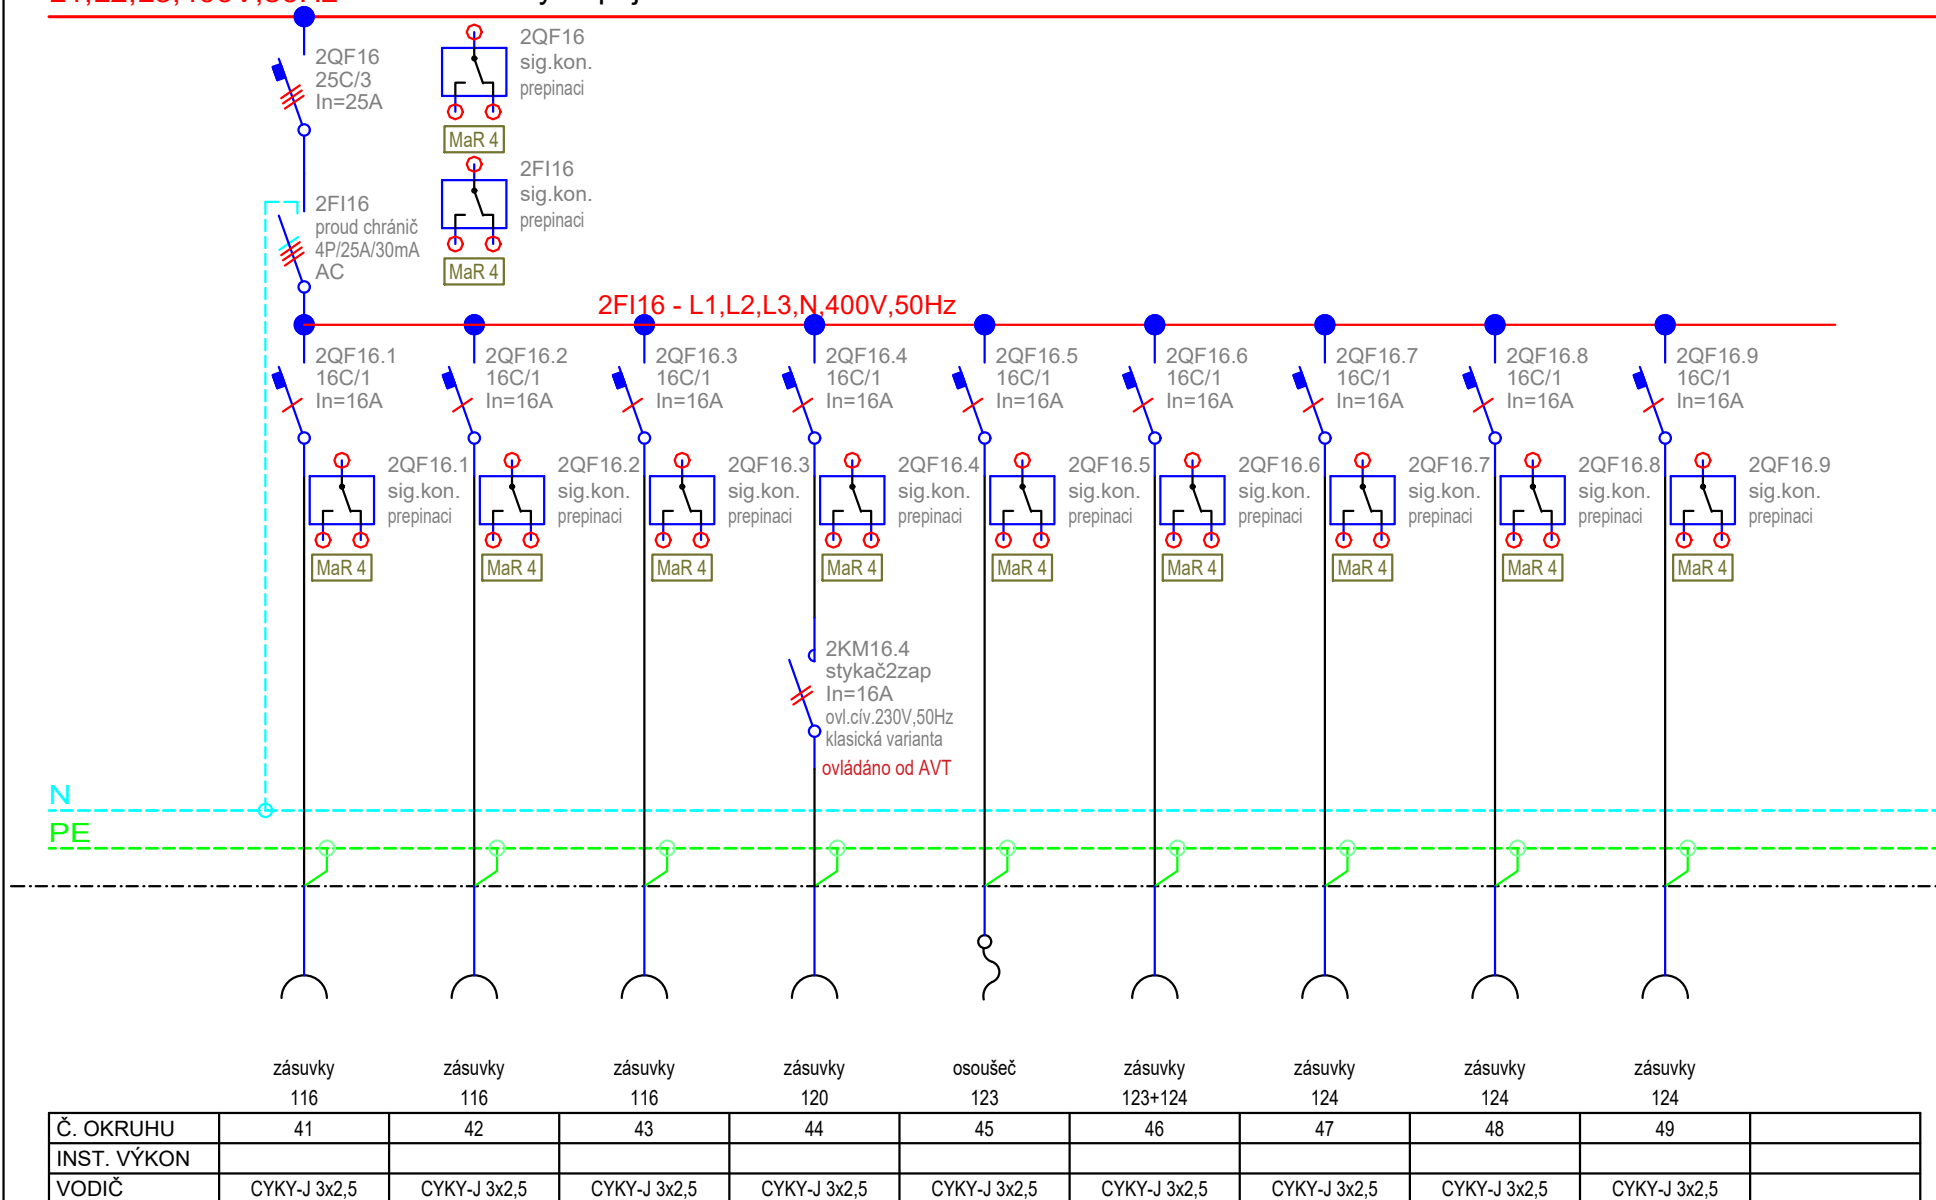 2QF16
25C/3
In=25A
2QF16
sig.kon.
prepinaci
MaR 4
2FI16
proud chránič
4P/25A/30mA
AC
2FI16
sig.kon.
prepinaci
MaR 4
2FI16 - L1,L2,L3,N,400V,50Hz
2QF16.1
16C/1
In=16A
2QF16.2
16C/1
In=16A
2QF16.3
16C/1
In=16A
2QF16.4
16C/1
In=16A
2QF16.5
16C/1
In=16A
2QF16.6
16C/1
In=16A
2QF16.7
16C/1
In=16A
2QF16.8
16C/1
In=16A
2QF16.9
16C/1
In=16A
2QF16.1
sig.kon.
prepinaci
MaR 4
2QF16.2
sig.kon.
prepinaci
MaR 4
2QF16.3
sig.kon.
prepinaci
MaR 4
2QF16.4
sig.kon.
prepinaci
MaR 4
2QF16.5
sig.kon.
prepinaci
MaR 4
2QF16.6
sig.kon.
prepinaci
MaR 4
2QF16.7
sig.kon.
prepinaci
MaR 4
2QF16.8
sig.kon.
prepinaci
MaR 4
2QF16.9
sig.kon.
prepinaci
MaR 4
2KM16.4
stykač2zap
In=16A
ovl.cív.230V,50Hz
klasická varianta
ovládáno od AVT
N
PE
zásuvky zásuvky zásuvky zásuvky osoušeč zásuvky zásuvky zásuvky zásuvky
116 116 116 120 123 123+124 124 124 124
Č. OKRUHU 41 42 43 44 45 46 47 48 49
INST. VÝKON
VODIČ CYKY-J 3x2,5 CYKY-J 3x2,5 CYKY-J 3x2,5 CYKY-J 3x2,5 CYKY-J 3x2,5 CYKY-J 3x2,5 CYKY-J 3x2,5 CYKY-J 3x2,5 CYKY-J 3x2,5